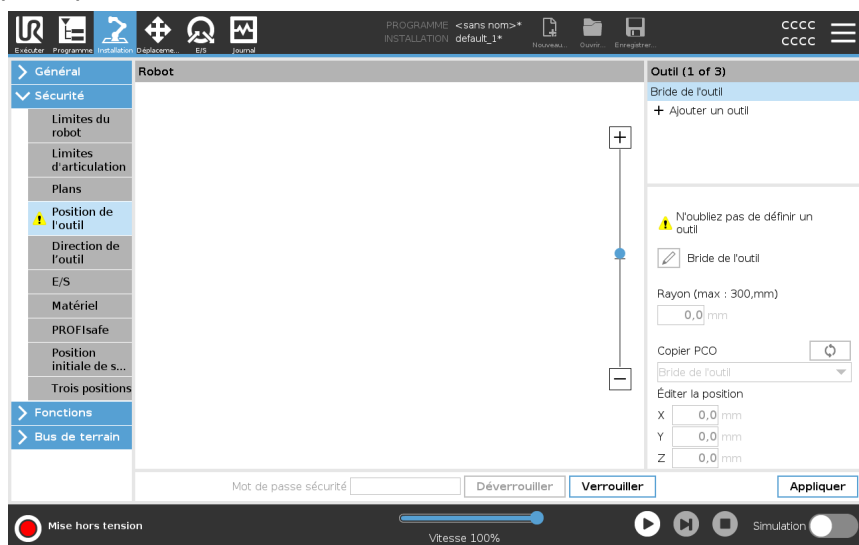 UR
PROGRAMME <sans nom>*
INSTALLATION default_1*
Exécuter Programme Installation Déplaceme... E/S Journal
Nouveau... Ouvrir... Enregistrer...
cccc
cccc
Général
Sécurité
Limites du
robot
Limites
d'articulation
Plans
Position de
l'outil
Direction de
l'outil
E/S
Matériel
PROFIsafe
Position
initiale de s...
Trois positions
Fonctions
Bus de terrain
Robot
Outil (1 of 3)
Bride de l'outil
+ Ajouter un outil
N'oubliez pas de définir un
outil
Bride de l'outil
Rayon (max : 300,mm)
0,0 mm
Copier PCO
Bride de l'outil
Éditer la position
X 0,0 mm
Y 0,0 mm
Z 0,0 mm
Mot de passe sécurité Déverrouiller Verrouiller Appliquer
Mise hors tension
Vitesse 100%
Simulation